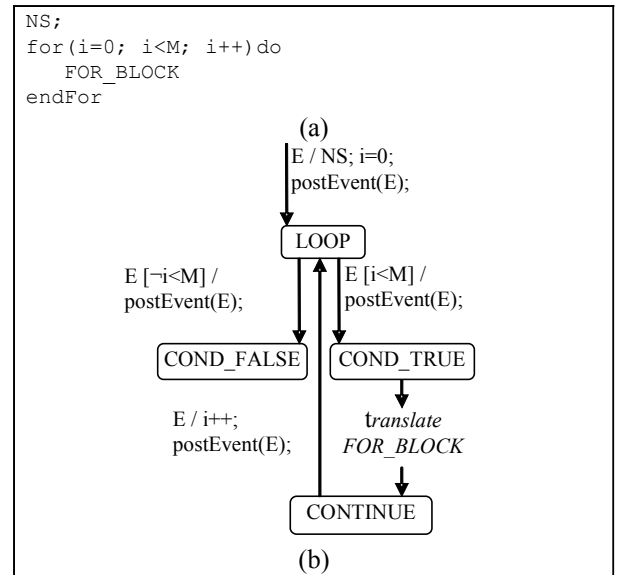 NS;
for(i=0; i<M; i++)do
FOR_BLOCK
endFor
(a)
E / NS; i=0;
postEvent(E);
LOOP
E [¬i<M] /
postEvent(E);
E [i<M] /
postEvent(E);
COND_FALSE
COND_TRUE
E / i++;
postEvent(E);
translate
FOR_BLOCK
CONTINUE
(b)